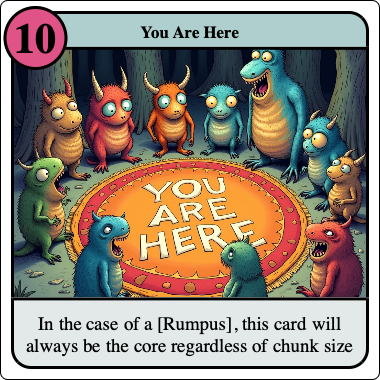 10
You Are Here
YOU
ARE
HERE
In the case of a [Rumpus], this card will
always be the core regardless of chunk size